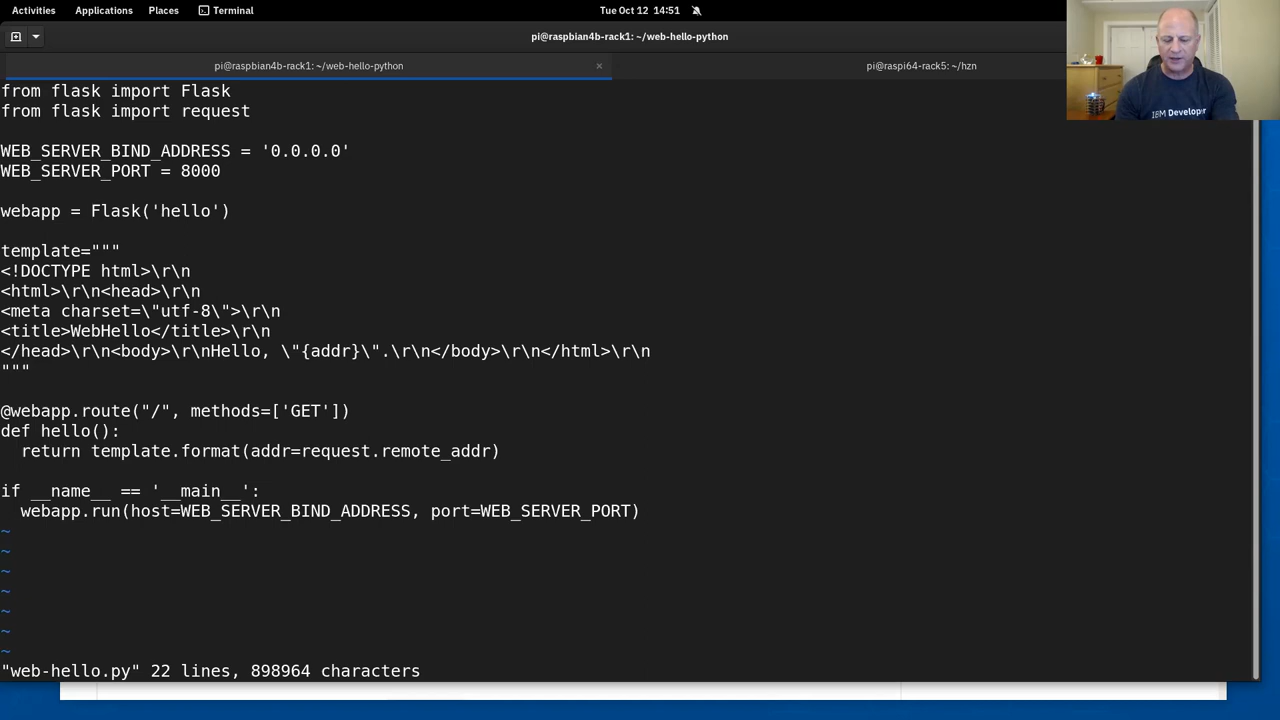 Activities Applications Places Terminal Tue Oct 12 14:51
pi@raspbian4b-rack1: ~/web-hello-python
pi@raspbian4b-rack1: ~/web-hello-python × pi@raspi64-rack5: ~/hzn
from flask import Flask
from flask import request
WEB_SERVER_BIND_ADDRESS = '0.0.0.0'
WEB_SERVER_PORT = 8000
webapp = Flask('hello')
template="""
<!DOCTYPE html>\r\n
<html>\r\n<head>\r\n
<meta charset=\"utf-8\">\r\n
<title>WebHello</title>\r\n
</head>\r\n<body>\r\nHello, \"{addr}\".\r\n</body>\r\n</html>\r\n
"""
@webapp.route("/", methods=['GET'])
def hello():
  return template.format(addr=request.remote_addr)
if __name__ == '__main__':
  webapp.run(host=WEB_SERVER_BIND_ADDRESS, port=WEB_SERVER_PORT)
~
~
~
~
~
~
~
"web-hello.py" 22 lines, 898964 characters
IBM Developer